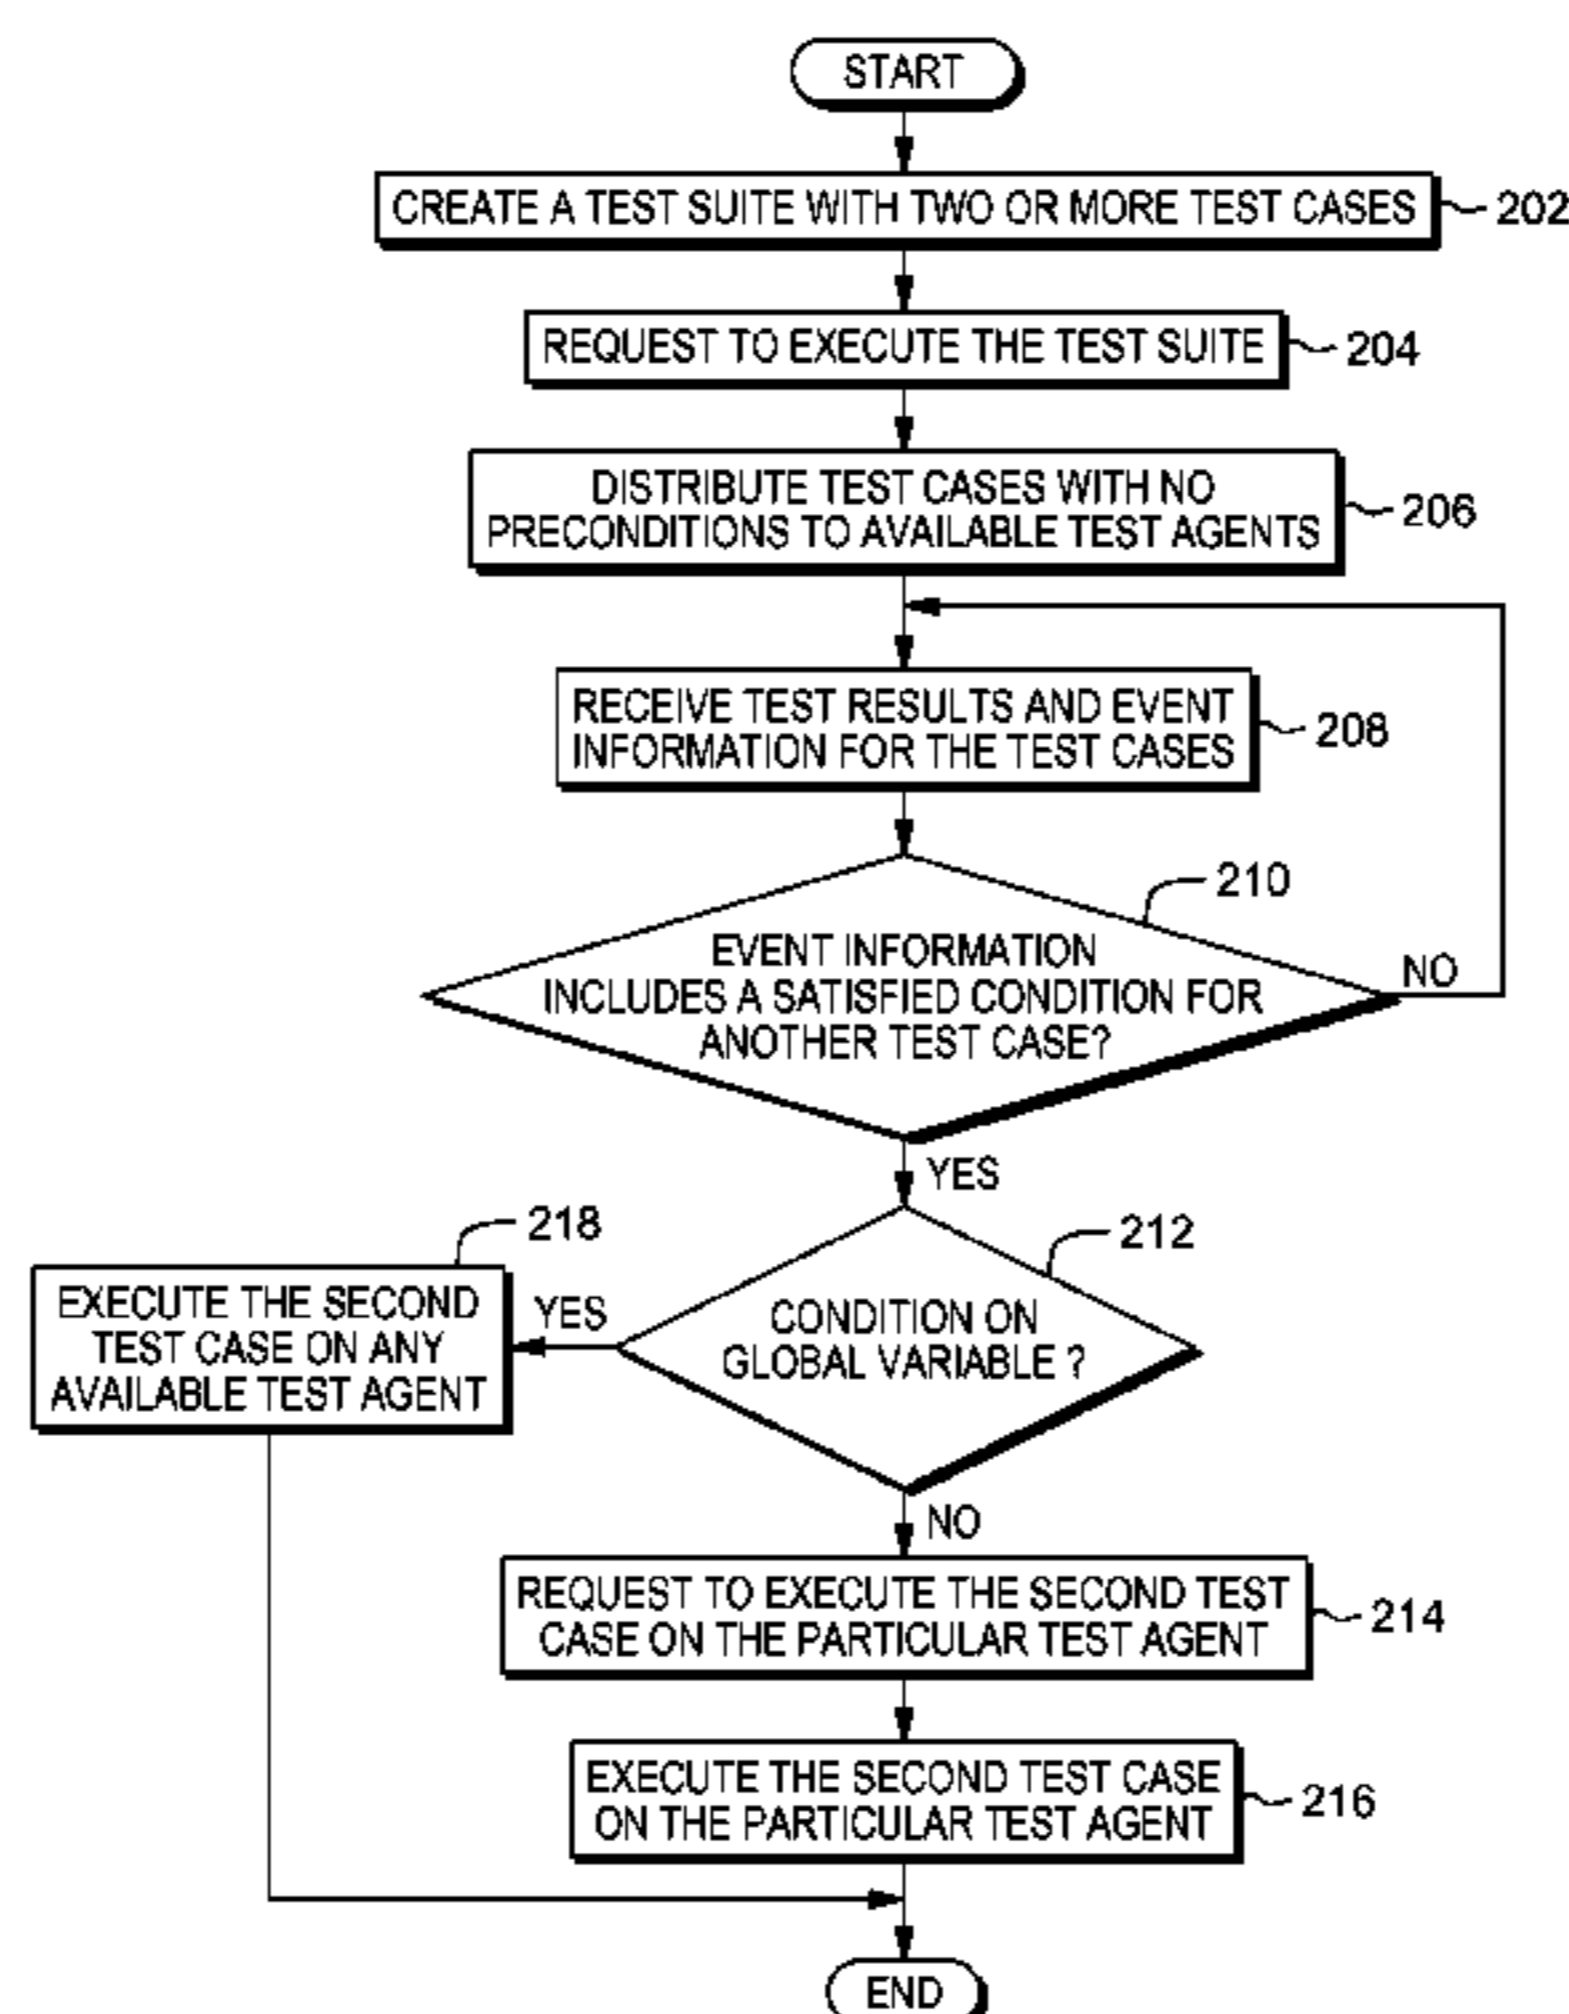 START
CREATE A TEST SUITE WITH TWO OR MORE TEST CASES
202
REQUEST TO EXECUTE THE TEST SUITE
204
DISTRIBUTE TEST CASES WITH NO
PRECONDITIONS TO AVAILABLE TEST AGENTS
206
RECEIVE TEST RESULTS AND EVENT
INFORMATION FOR THE TEST CASES
208
210
EVENT INFORMATION
INCLUDES A SATISFIED CONDITION FOR
ANOTHER TEST CASE?
NO
YES
212
CONDITION ON
GLOBAL VARIABLE ?
YES
218
EXECUTE THE SECOND
TEST CASE ON ANY
AVAILABLE TEST AGENT
NO
REQUEST TO EXECUTE THE SECOND TEST
CASE ON THE PARTICULAR TEST AGENT
214
EXECUTE THE SECOND TEST CASE
ON THE PARTICULAR TEST AGENT
216
END